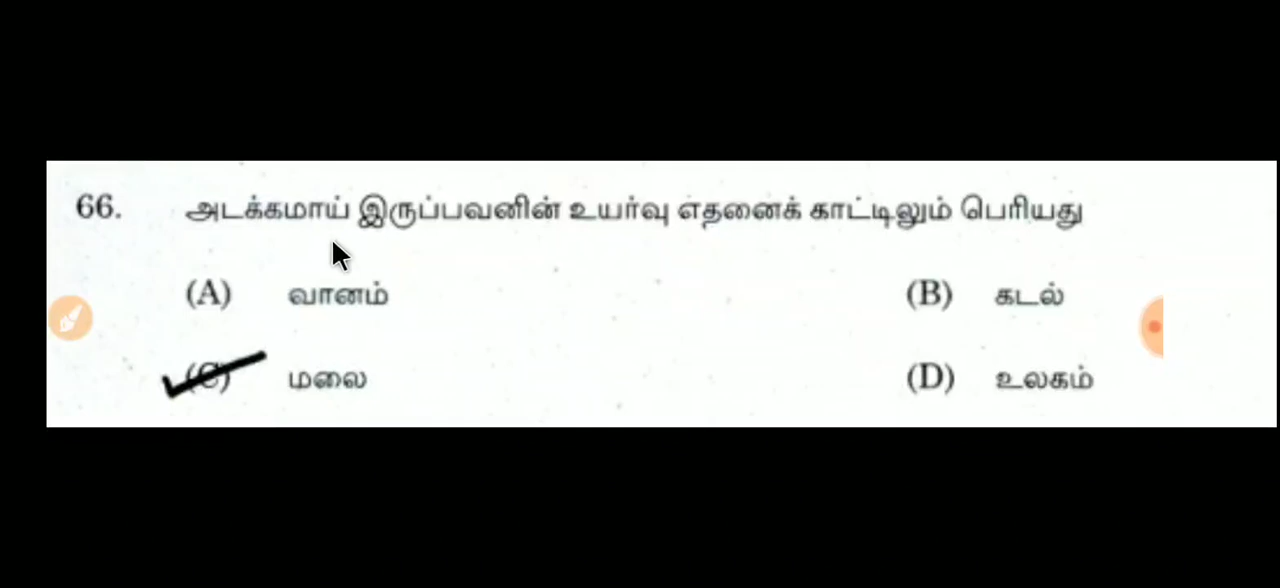 66. அடக்கமாய் இருப்பவனின் உயர்வு எதனைக் காட்டிலும் பெரியது
(A) வானம் (B) கடல்
(C) மலை (D) உலகம்